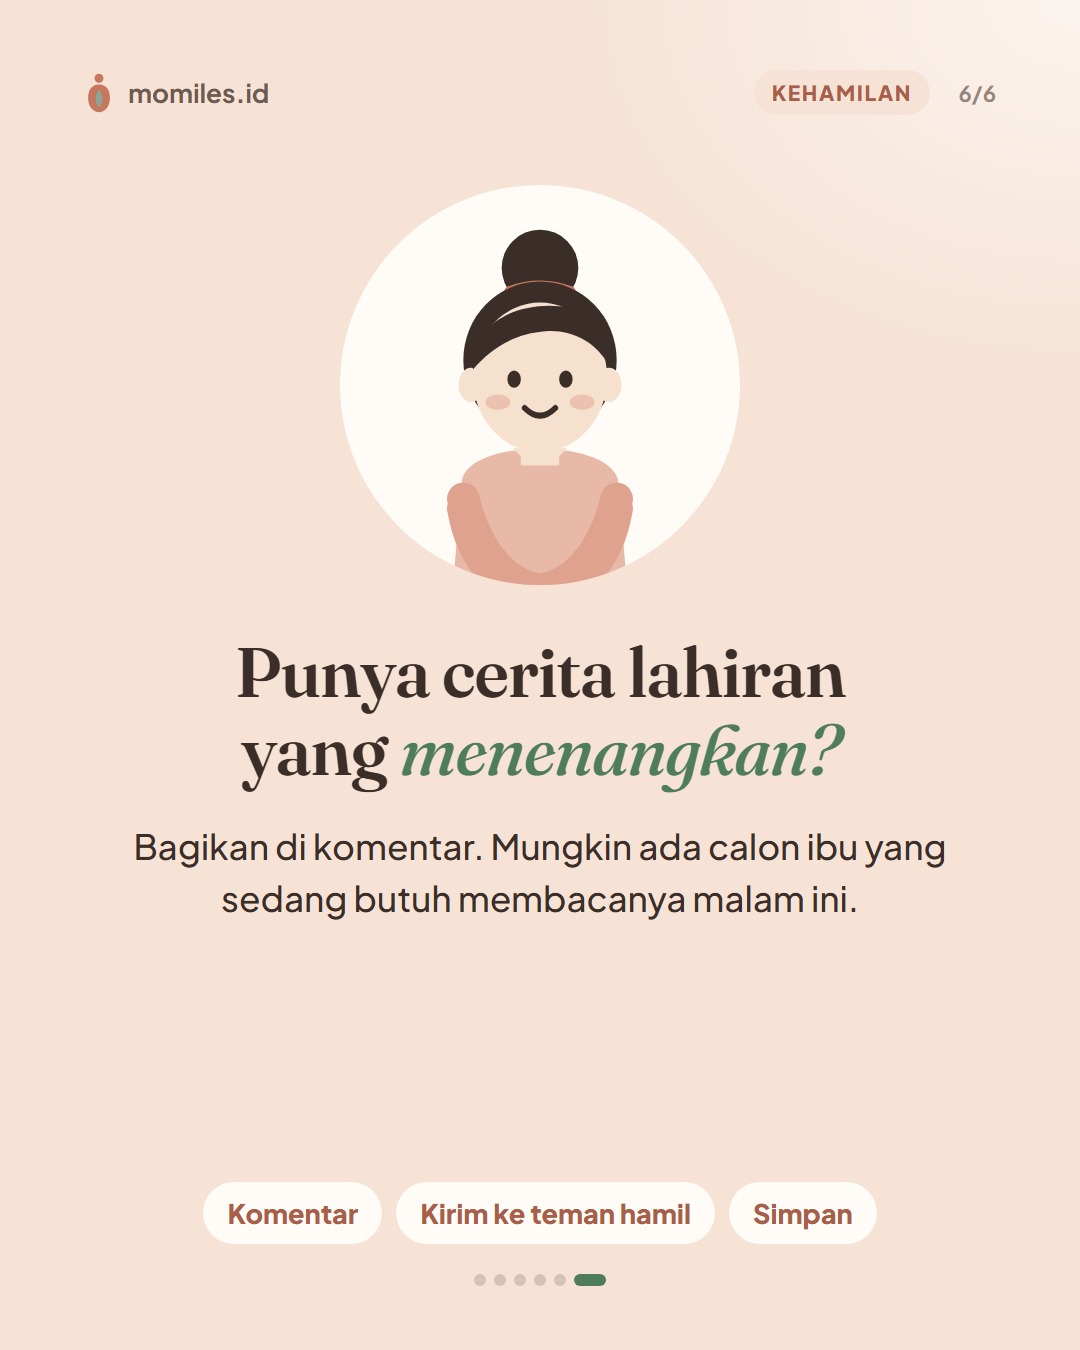 momiles.id
KEHAMILAN
6/6
Punya cerita lahiran
yang menenangkan?
Bagikan di komentar. Mungkin ada calon ibu yang
sedang butuh membacanya malam ini.
Komentar
Kirim ke teman hamil
Simpan